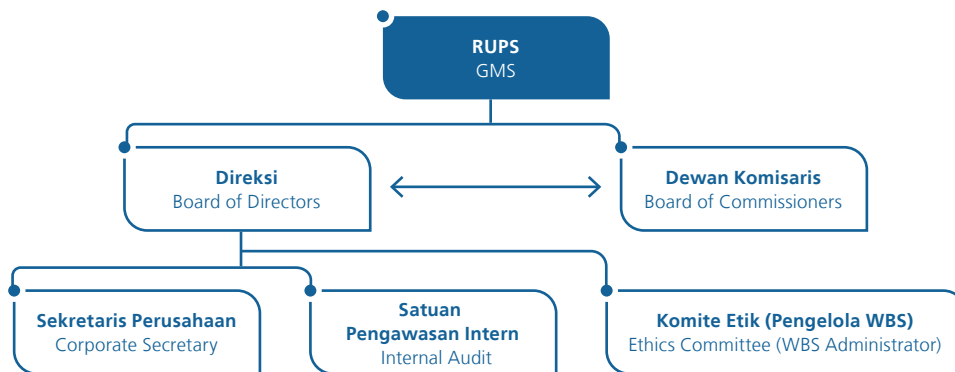 RUPS
GMS
Direksi
Board of Directors
Dewan Komisaris
Board of Commissioners
Sekretaris Perusahaan
Corporate Secretary
Satuan
Pengawasan Intern
Internal Audit
Komite Etik (Pengelola WBS)
Ethics Committee (WBS Administrator)